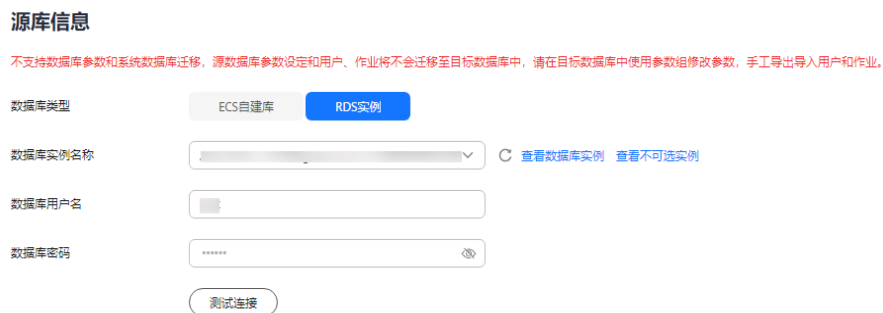 源库信息
不支持数据库参数和系统数据库迁移，源数据库参数设定和用户、作业将不会迁移至目标数据库中，请在目标数据库中使用参数组修改参数，手工导出导入用户和作业。
数据库类型 ECS自建库 RDS实例
数据库实例名称 查看数据库实例 查看不可选实例
数据库用户名
数据库密码 ••••••
测试连接